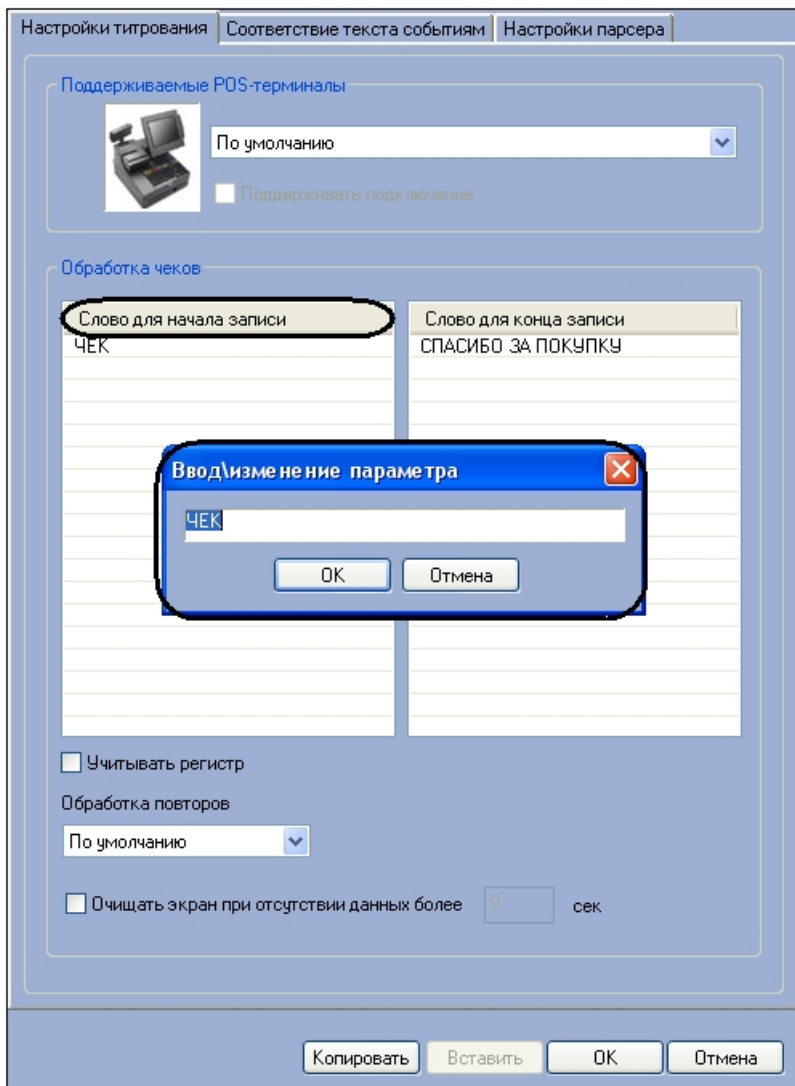 Настройки титрования Соответствие текста событиям Настройки парсера
Поддерживаемые POS-терминалы
По умолчанию
Поддерживать подключение
Обработка чеков
Слово для начала записи Слово для конца записи
ЧЕК СПАСИБО ЗА ПОКУПКУ
Ввод\изменение параметра
ЧЕК
OK Отмена
Учитывать регистр
Обработка повторов
По умолчанию
Очищать экран при отсутствии данных более 0 сек
Копировать Вставить OK Отмена